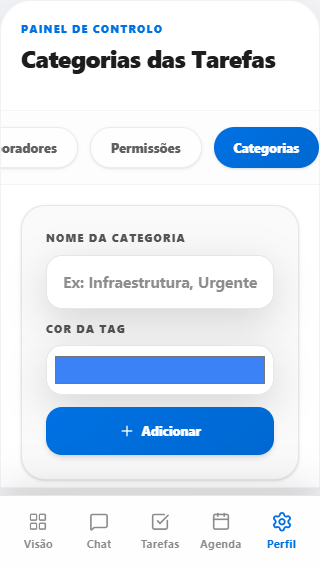 PAINEL DE CONTROLO
Categorias das Tarefas
oradores Permissões Categorias
NOME DA CATEGORIA
Ex: Infraestrutura, Urgente
COR DA TAG
+ Adicionar
Visão Chat Tarefas Agenda Perfil